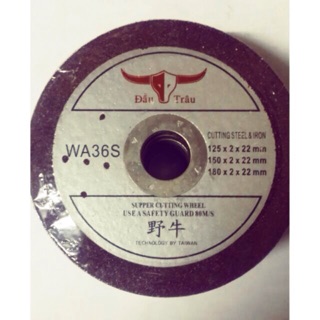 Đầu Trâu
WA36S
CUTTING STEEL & IRON
125 x 2 x 22 mm
150 x 2 x 22 mm
180 x 2 x 22 mm
SUPPER CUTTING WHEEL
USE A SAFETY GUARD 80M/S
野牛
TECHNOLOGY BY TAIWAN